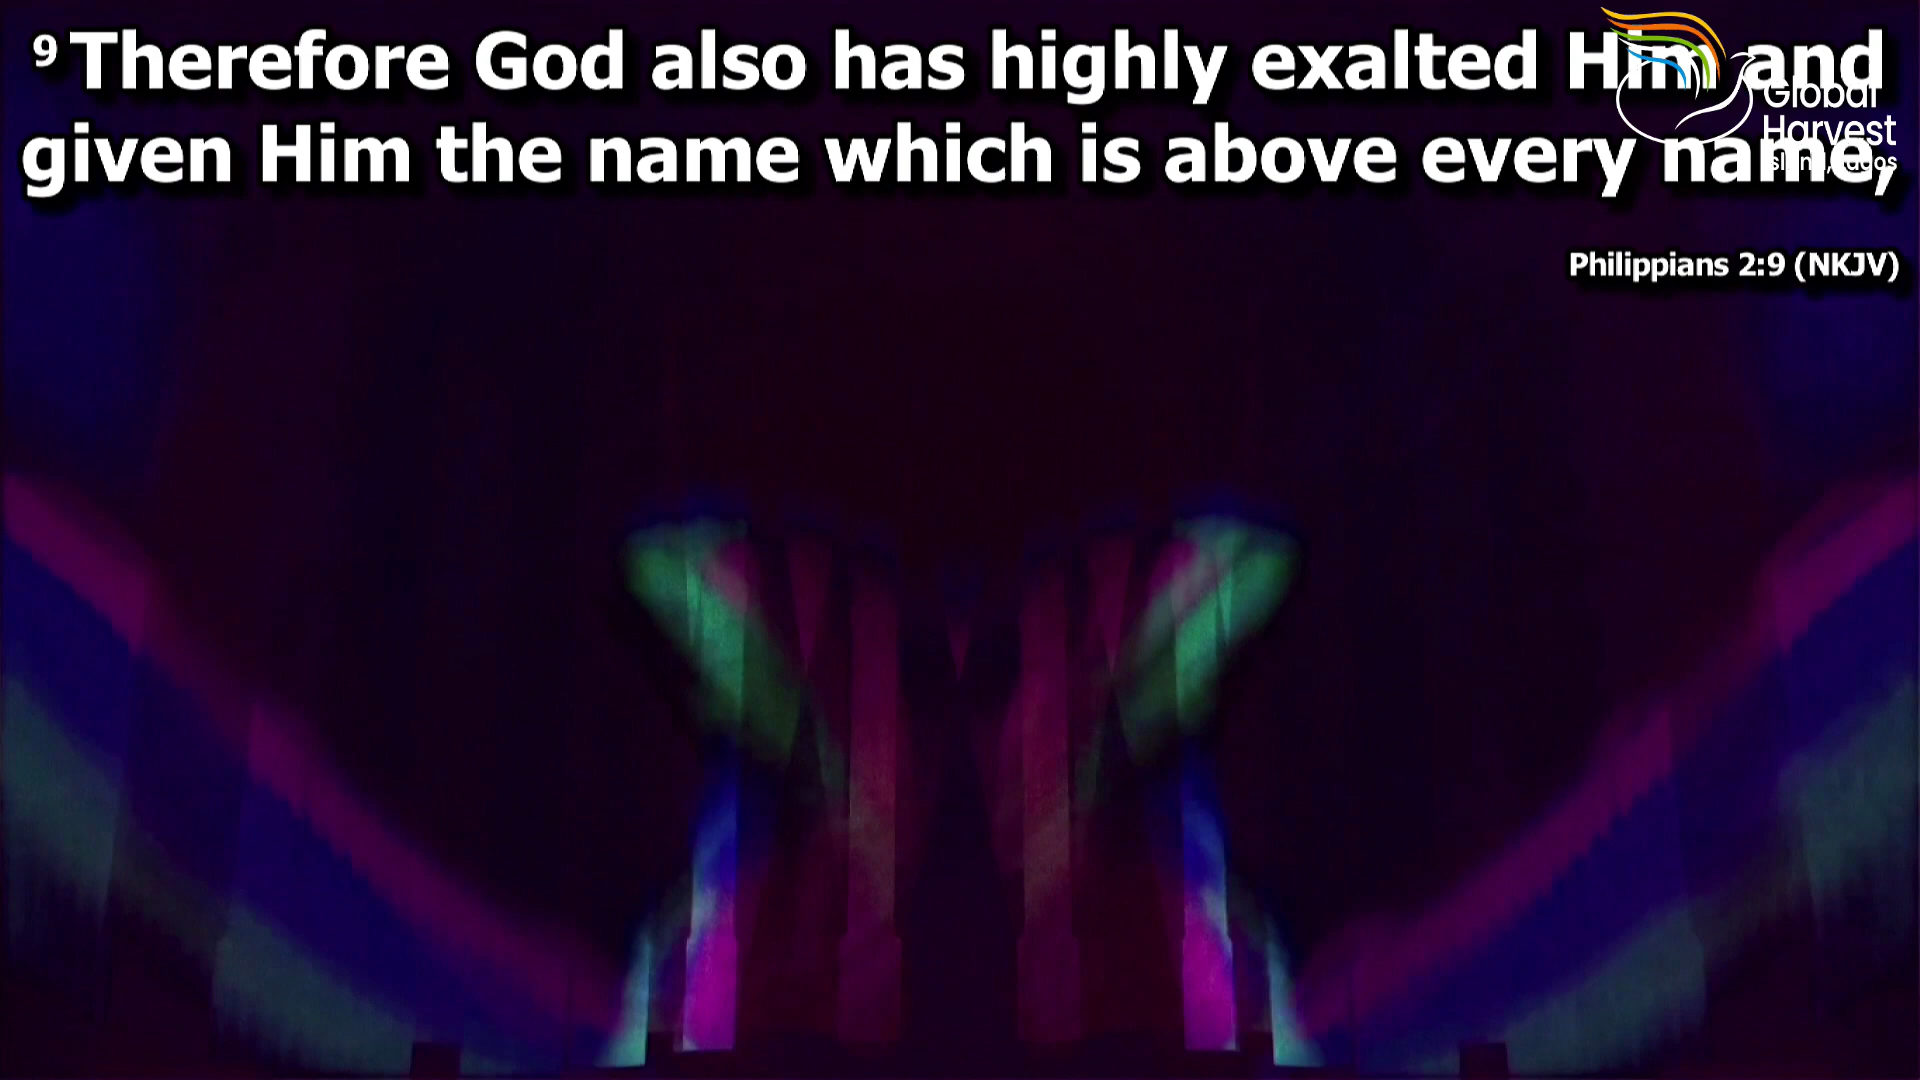 9 Therefore God also has highly exalted Him and
given Him the name which is above every name,
Philippians 2:9 (NKJV)
Global
Harvest